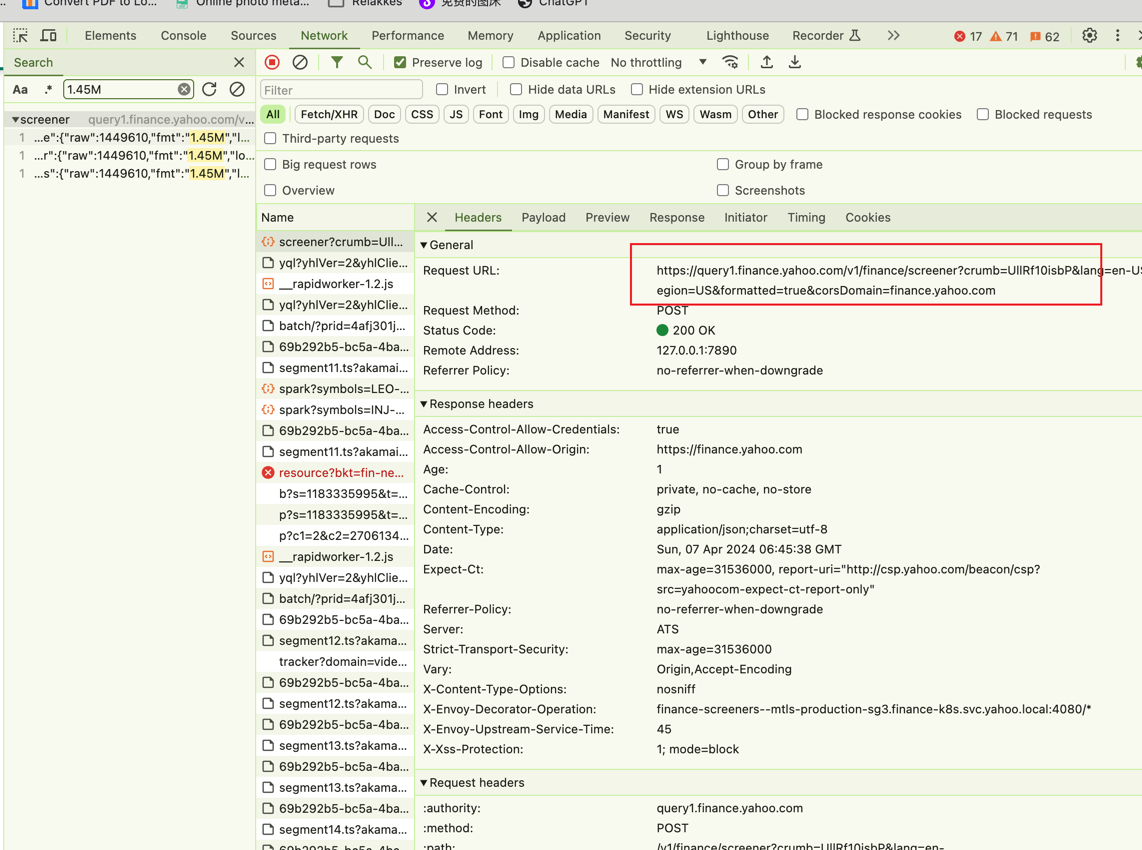 Convert PDF to Lo...
Online photo meta...
Relakkes
免费的图床
ChatGPT
Elements Console Sources Network Performance Memory Application Security Lighthouse Recorder 17 71 62
Search
Preserve log Disable cache No throttling
Aa .* 1.45M
Filter Invert Hide data URLs Hide extension URLs
All Fetch/XHR Doc CSS JS Font Img Media Manifest WS Wasm Other Blocked response cookies Blocked requests
Third-party requests
Big request rows Group by frame
Overview Screenshots
screener query1.finance.yahoo.com/v...
1 ...e":{"raw":1449610,"fmt":"1.45M","l...
1 ...r":{"raw":1449610,"fmt":"1.45M","lo...
1 ...s":{"raw":1449610,"fmt":"1.45M","l...
Name
screener?crumb=Ull...
yql?yhlVer=2&yhlClie...
__rapidworker-1.2.js
yql?yhlVer=2&yhlClie...
batch/?prid=4afj301j...
69b292b5-bc5a-4ba...
segment11.ts?akamai...
spark?symbols=LEO-...
spark?symbols=INJ-...
69b292b5-bc5a-4ba...
segment11.ts?akamai...
resource?bkt=fin-ne...
b?s=1183335995&t=...
p?s=1183335995&t=...
p?c1=2&c2=2706134...
__rapidworker-1.2.js
yql?yhlVer=2&yhlClie...
batch/?prid=4afj301j...
69b292b5-bc5a-4ba...
segment12.ts?akama...
tracker?domain=vide...
69b292b5-bc5a-4ba...
segment12.ts?akama...
69b292b5-bc5a-4ba...
segment13.ts?akama...
69b292b5-bc5a-4ba...
segment13.ts?akama...
69b292b5-bc5a-4ba...
segment14.ts?akama...
69b292b5-bc5a-4ba...
Headers Payload Preview Response Initiator Timing Cookies
General
Request URL: https://query1.finance.yahoo.com/v1/finance/screener?crumb=UllRf10isbP&lang=en-US
egion=US&formatted=true&corsDomain=finance.yahoo.com
Request Method: POST
Status Code: 200 OK
Remote Address: 127.0.0.1:7890
Referrer Policy: no-referrer-when-downgrade
Response headers
Access-Control-Allow-Credentials: true
Access-Control-Allow-Origin: https://finance.yahoo.com
Age: 1
Cache-Control: private, no-cache, no-store
Content-Encoding: gzip
Content-Type: application/json;charset=utf-8
Date: Sun, 07 Apr 2024 06:45:38 GMT
Expect-Ct: max-age=31536000, report-uri="http://csp.yahoo.com/beacon/csp?
src=yahoocom-expect-ct-report-only"
Referrer-Policy: no-referrer-when-downgrade
Server: ATS
Strict-Transport-Security: max-age=31536000
Vary: Origin,Accept-Encoding
X-Content-Type-Options: nosniff
X-Envoy-Decorator-Operation: finance-screeners--mtls-production-sg3.finance-k8s.svc.yahoo.local:4080/*
X-Envoy-Upstream-Service-Time: 45
X-Xss-Protection: 1; mode=block
Request headers
:authority: query1.finance.yahoo.com
:method: POST
:path: /v1/finance/screener?crumb=UllRf10isbP&lang=en-